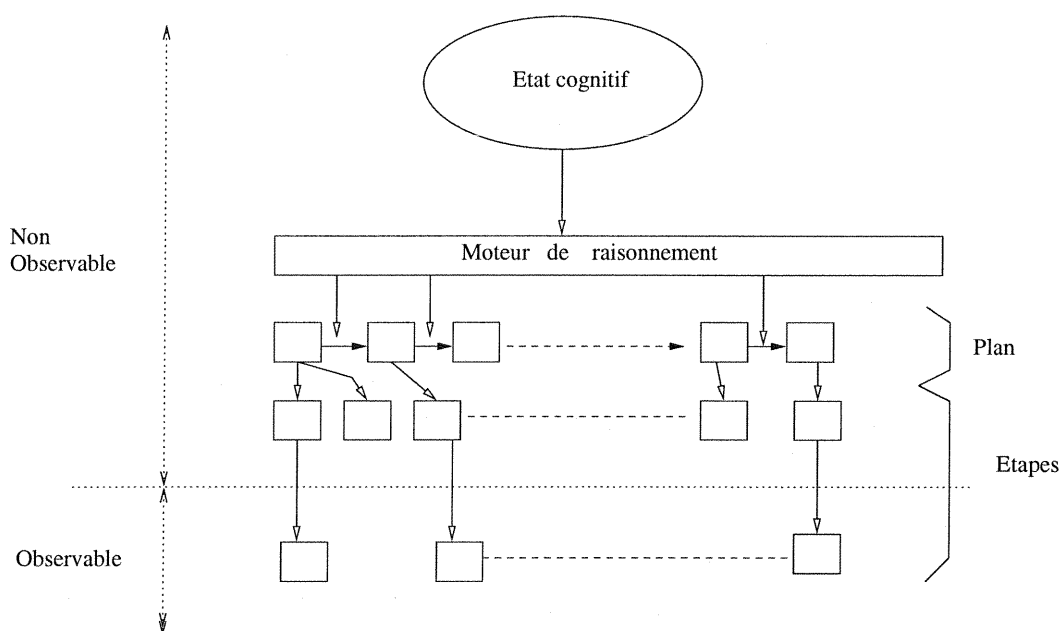 Etat cognitif
Non
Observable
Moteur de raisonnement
Plan
Etapes
Observable